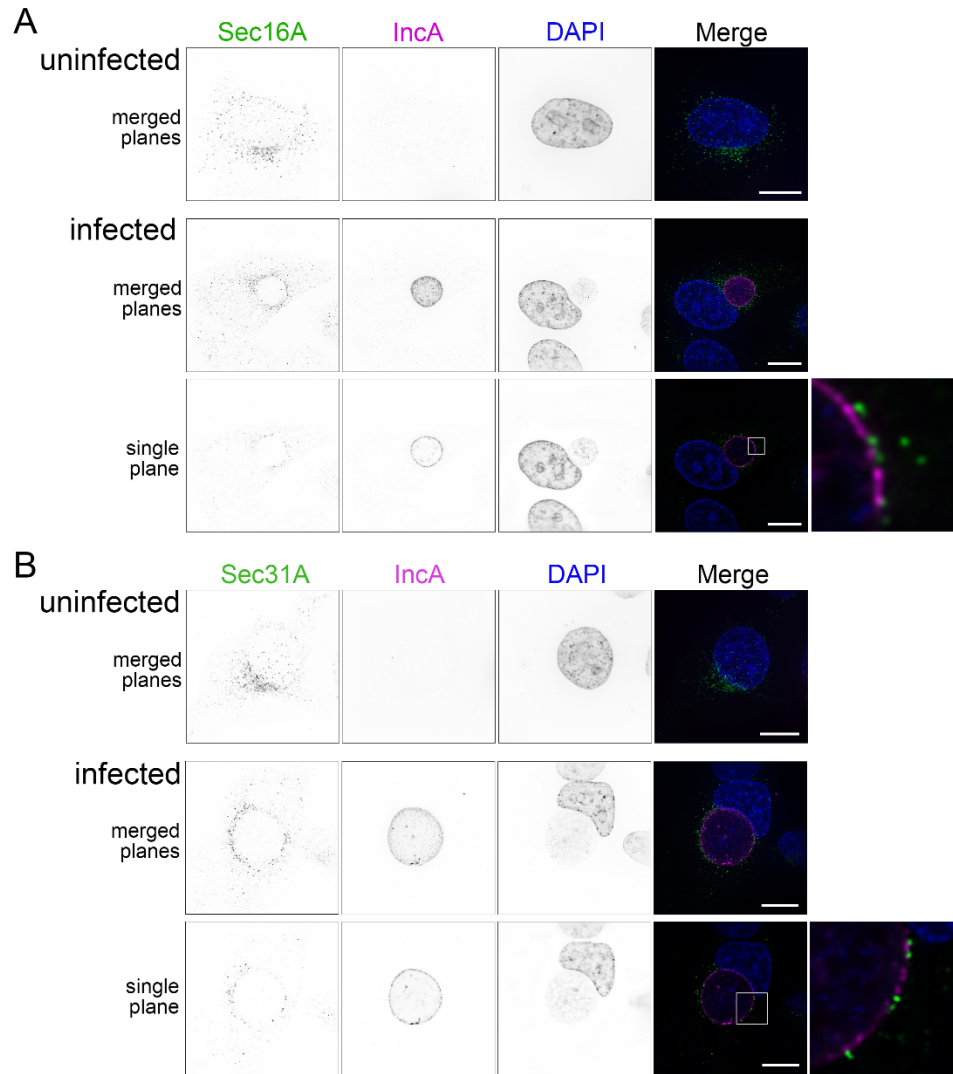 A
Sec16A IncA DAPI Merge
uninfected
merged
planes
infected
merged
planes
single
plane
B
Sec31A IncA DAPI Merge
uninfected
merged
planes
infected
merged
planes
single
plane